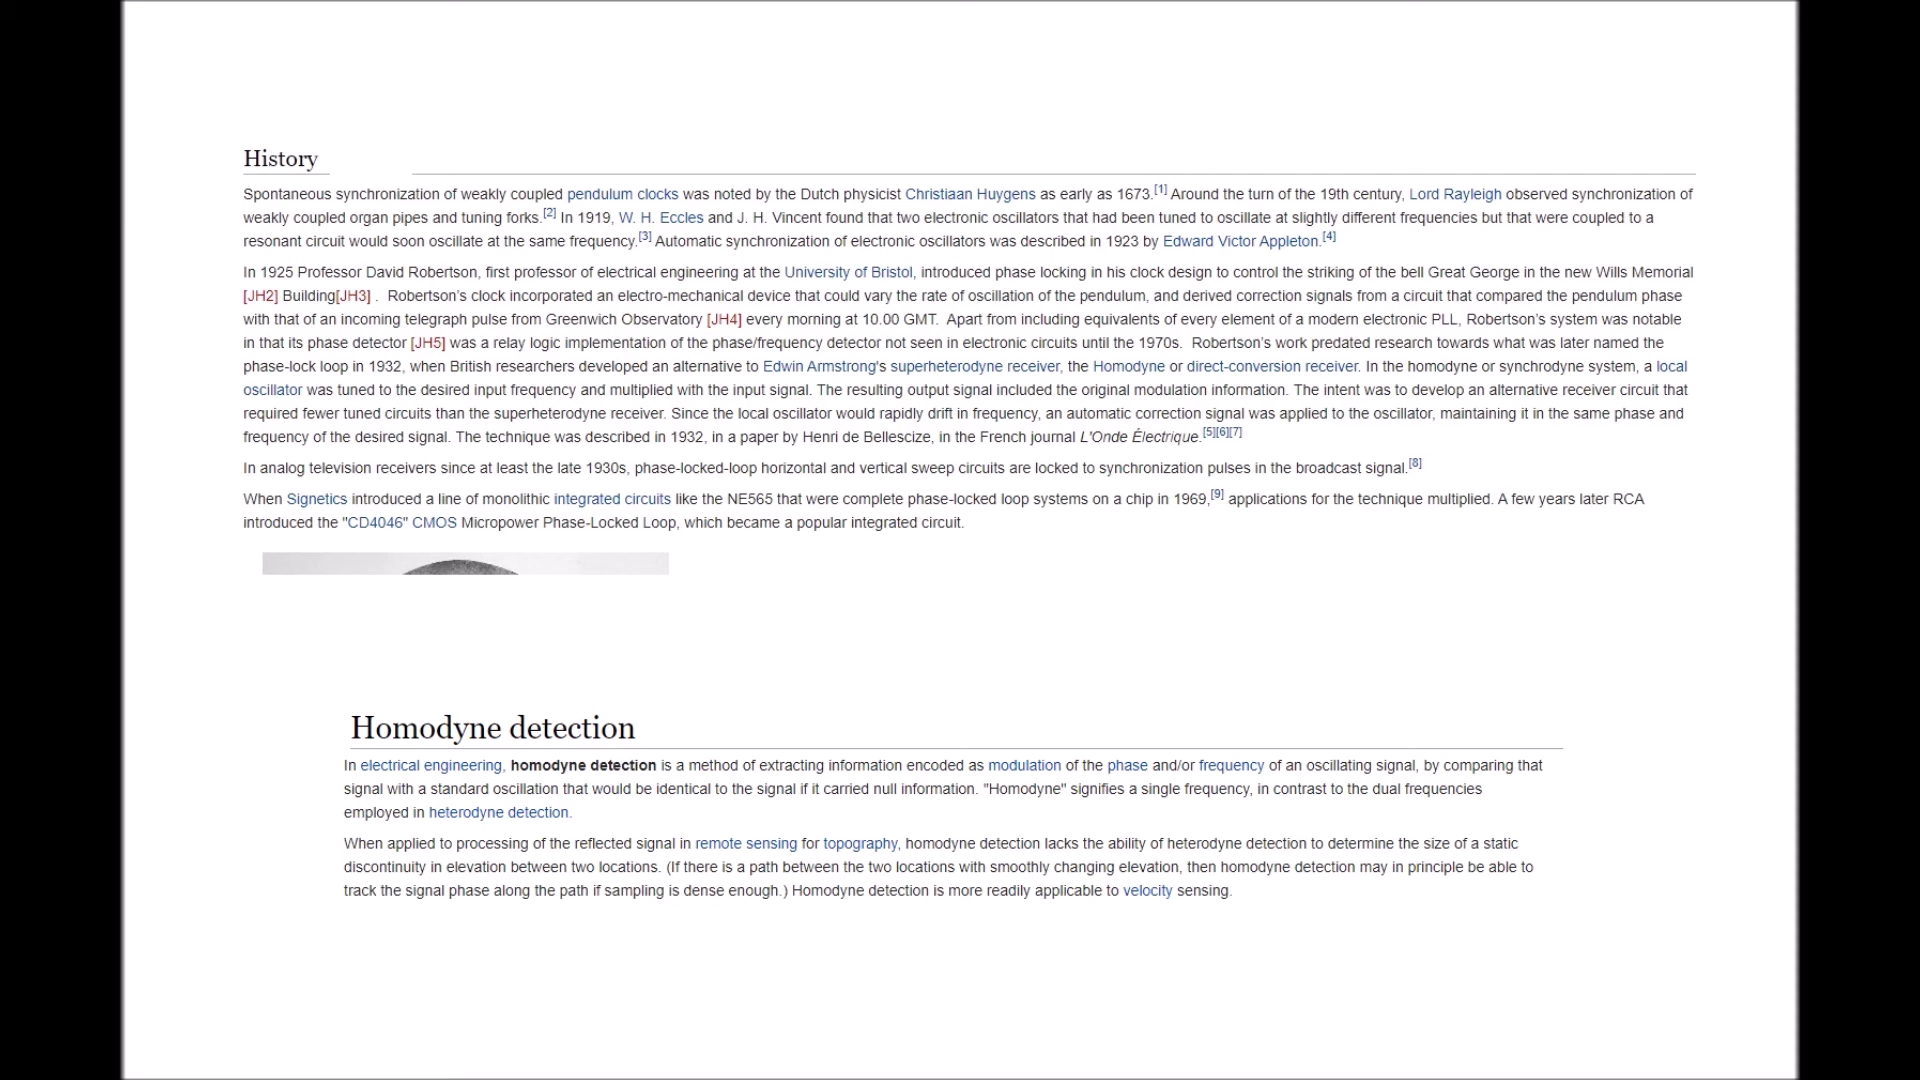 History
Spontaneous synchronization of weakly coupled pendulum clocks was noted by the Dutch physicist Christiaan Huygens as early as 1673.[1] Around the turn of the 19th century, Lord Rayleigh observed synchronization of
weakly coupled organ pipes and tuning forks.[2] In 1919, W. H. Eccles and J. H. Vincent found that two electronic oscillators that had been tuned to oscillate at slightly different frequencies but that were coupled to a
resonant circuit would soon oscillate at the same frequency.[3] Automatic synchronization of electronic oscillators was described in 1923 by Edward Victor Appleton.[4]
In 1925 Professor David Robertson, first professor of electrical engineering at the University of Bristol, introduced phase locking in his clock design to control the striking of the bell Great George in the new Wills Memorial
[JH2] Building[JH3] .  Robertson’s clock incorporated an electro-mechanical device that could vary the rate of oscillation of the pendulum, and derived correction signals from a circuit that compared the pendulum phase
with that of an incoming telegraph pulse from Greenwich Observatory [JH4] every morning at 10.00 GMT.  Apart from including equivalents of every element of a modern electronic PLL, Robertson’s system was notable
in that its phase detector [JH5] was a relay logic implementation of the phase/frequency detector not seen in electronic circuits until the 1970s.  Robertson’s work predated research towards what was later named the
phase-lock loop in 1932, when British researchers developed an alternative to Edwin Armstrong's superheterodyne receiver, the Homodyne or direct-conversion receiver. In the homodyne or synchrodyne system, a local
oscillator was tuned to the desired input frequency and multiplied with the input signal. The resulting output signal included the original modulation information. The intent was to develop an alternative receiver circuit that
required fewer tuned circuits than the superheterodyne receiver. Since the local oscillator would rapidly drift in frequency, an automatic correction signal was applied to the oscillator, maintaining it in the same phase and
frequency of the desired signal. The technique was described in 1932, in a paper by Henri de Bellescize, in the French journal L'Onde Électrique.[5][6][7]
In analog television receivers since at least the late 1930s, phase-locked-loop horizontal and vertical sweep circuits are locked to synchronization pulses in the broadcast signal.[8]
When Signetics introduced a line of monolithic integrated circuits like the NE565 that were complete phase-locked loop systems on a chip in 1969,[9] applications for the technique multiplied. A few years later RCA
introduced the "CD4046" CMOS Micropower Phase-Locked Loop, which became a popular integrated circuit.
Homodyne detection
In electrical engineering, homodyne detection is a method of extracting information encoded as modulation of the phase and/or frequency of an oscillating signal, by comparing that
signal with a standard oscillation that would be identical to the signal if it carried null information. "Homodyne" signifies a single frequency, in contrast to the dual frequencies
employed in heterodyne detection.
When applied to processing of the reflected signal in remote sensing for topography, homodyne detection lacks the ability of heterodyne detection to determine the size of a static
discontinuity in elevation between two locations. (If there is a path between the two locations with smoothly changing elevation, then homodyne detection may in principle be able to
track the signal phase along the path if sampling is dense enough.) Homodyne detection is more readily applicable to velocity sensing.